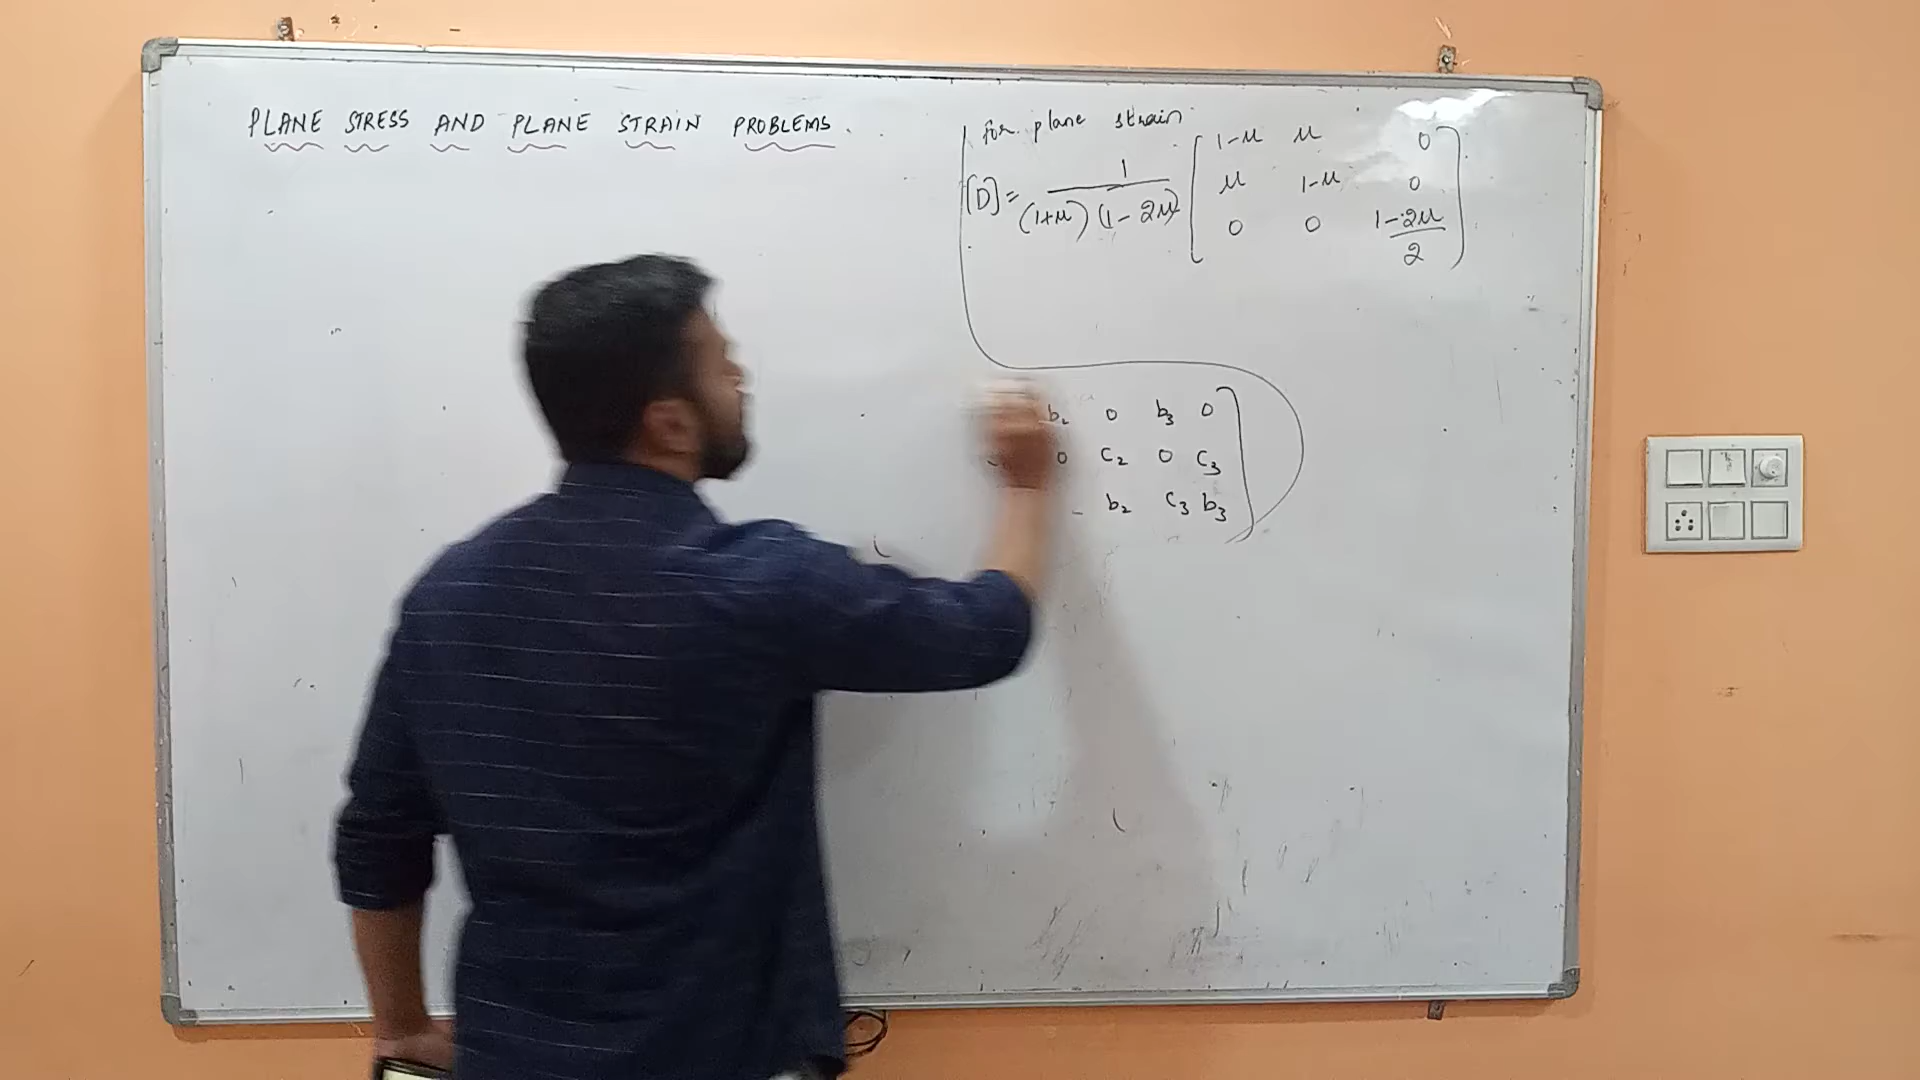 PLANE STRESS AND PLANE STRAIN PROBLEMS.
for plane strain
[D] = 1 / (1+μ) (1-2μ) [ 1-μ μ 0
μ 1-μ 0
0 0 1-2μ / 2 ]
b₂ 0 b₃ 0 ]
0 C₂ 0 C₃
b₂ C₃ b₃